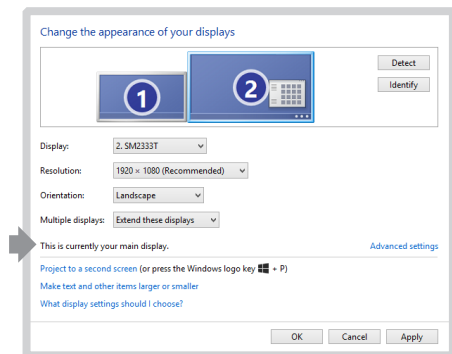 Change the appearance of your displays
1
2
Detect
Identify
Display: 2. SM2333T
Resolution: 1920 × 1080 (Recommended)
Orientation: Landscape
Multiple displays: Extend these displays
This is currently your main display. Advanced settings
Project to a second screen (or press the Windows logo key + P)
Make text and other items larger or smaller
What display settings should I choose?
OK Cancel Apply